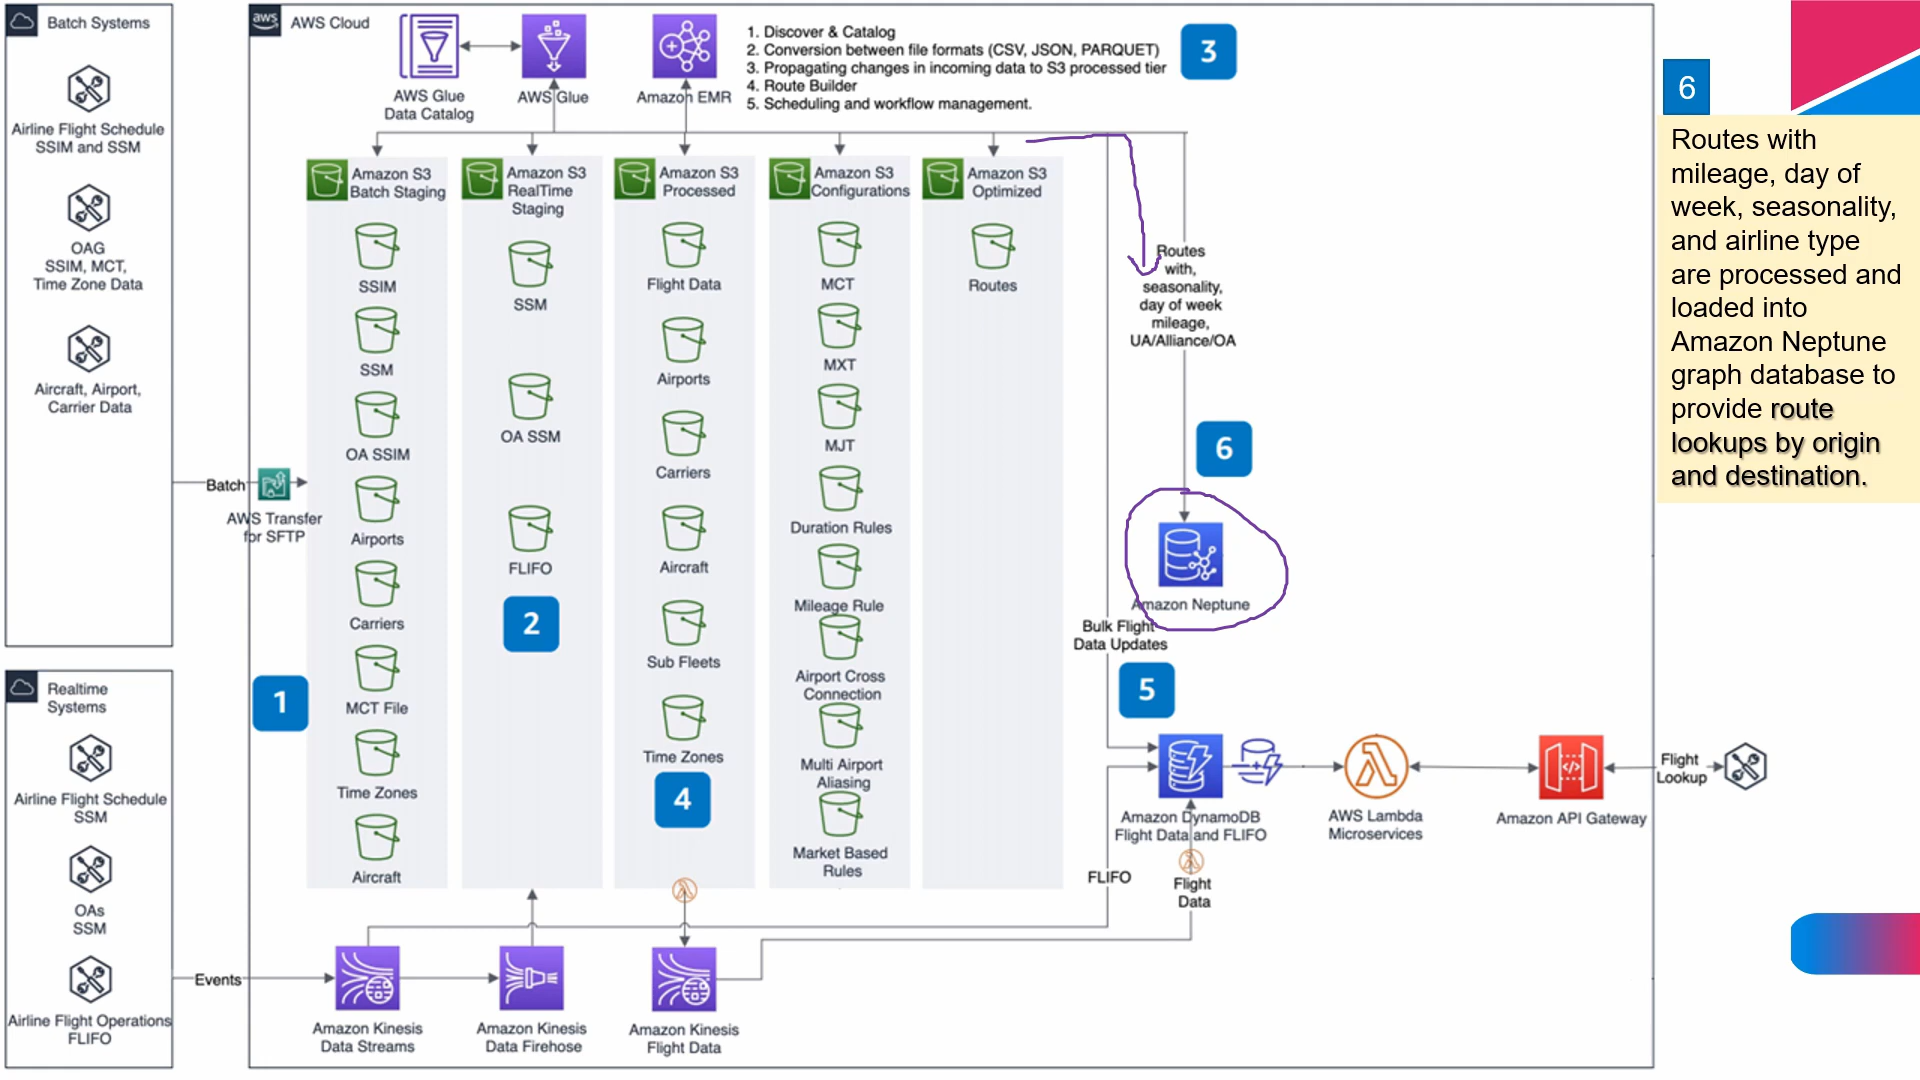 Batch Systems
Airline Flight Schedule
SSIM and SSM
OAG
SSIM, MCT,
Time Zone Data
Aircraft, Airport,
Carrier Data
Realtime
Systems
Airline Flight Schedule
SSM
OAs
SSM
Airline Flight Operations
FLIFO
Batch
AWS Transfer
for SFTP
Events
aws
AWS Cloud
AWS Glue
Data Catalog
AWS Glue
Amazon EMR
1. Discover & Catalog
2. Conversion between file formats (CSV, JSON, PARQUET)
3. Propagating changes in incoming data to S3 processed tier
4. Route Builder
5. Scheduling and workflow management.
3
Amazon S3
Batch Staging
SSIM
SSM
OA SSIM
Airports
Carriers
MCT File
Time Zones
Aircraft
1
Amazon S3
RealTime
Staging
SSM
OA SSM
FLIFO
2
Amazon S3
Processed
Flight Data
Airports
Carriers
Aircraft
Sub Fleets
Time Zones
4
Amazon S3
Configurations
MCT
MXT
MJT
Duration Rules
Mileage Rule
Airport Cross
Connection
Multi Airport
Aliasing
Market Based
Rules
Amazon S3
Optimized
Routes
Routes
with,
seasonality,
day of week
mileage,
UA/Alliance/OA
6
Amazon Neptune
Bulk Flight
Data Updates
5
Amazon DynamoDB
Flight Data and FLIFO
AWS Lambda
Microservices
Amazon API Gateway
Flight
Lookup
FLIFO
Flight
Data
Amazon Kinesis
Data Streams
Amazon Kinesis
Data Firehose
Amazon Kinesis
Flight Data
6
Routes with
mileage, day of
week, seasonality,
and airline type
are processed and
loaded into
Amazon Neptune
graph database to
provide route
lookups by origin
and destination.